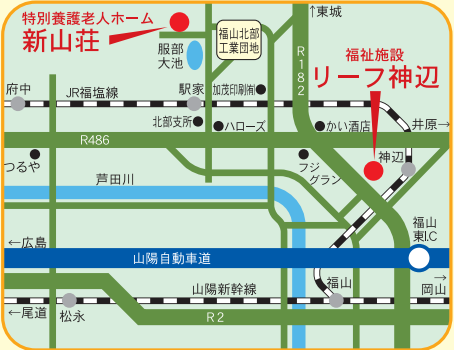 特別養護老人ホーム
新山荘
↑東城
福山北部
工業団地
服部
大池
R182
福祉施設
リーフ神辺
府中
JR福塩線
駅家
加茂印刷㈲
北部支所
ハローズ
かい酒店
井原→
R486
つるや
フジ
グラン
神辺
芦田川
福山
東I.C
←広島
山陽自動車道
→
岡山
山陽新幹線
福山
←尾道
松永
R2